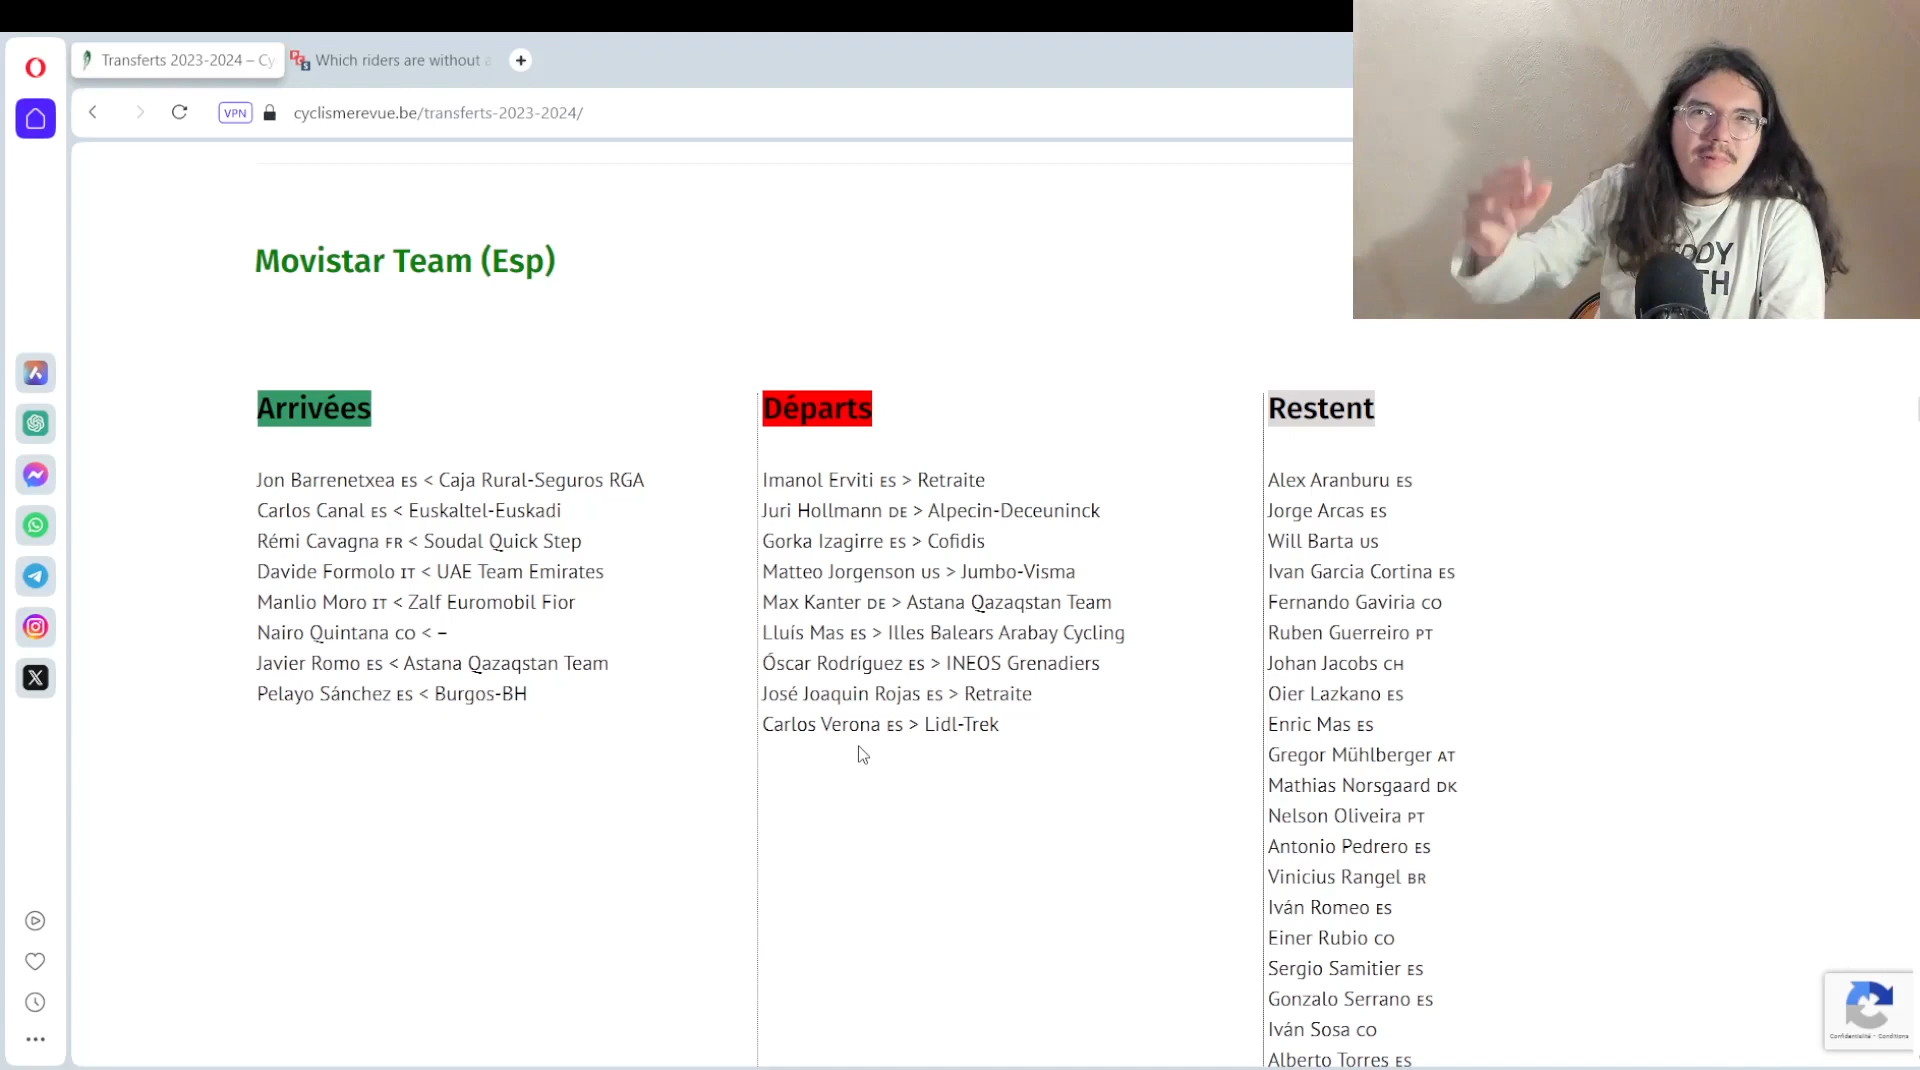 Transferts 2023-2024 – Cy
Which riders are without a
VPN
cyclismerevue.be/transferts-2023-2024/
Movistar Team (Esp)
Arrivées
Jon Barrenetxea ES < Caja Rural-Seguros RGA
Carlos Canal ES < Euskaltel-Euskadi
Rémi Cavagna FR < Soudal Quick Step
Davide Formolo IT < UAE Team Emirates
Manlio Moro IT < Zalf Euromobil Fior
Nairo Quintana CO < –
Javier Romo ES < Astana Qazaqstan Team
Pelayo Sánchez ES < Burgos-BH
Départs
Imanol Erviti ES > Retraite
Juri Hollmann DE > Alpecin-Deceuninck
Gorka Izagirre ES > Cofidis
Matteo Jorgenson US > Jumbo-Visma
Max Kanter DE > Astana Qazaqstan Team
Lluís Mas ES > Illes Balears Arabay Cycling
Óscar Rodríguez ES > INEOS Grenadiers
José Joaquin Rojas ES > Retraite
Carlos Verona ES > Lidl-Trek
Restent
Alex Aranburu ES
Jorge Arcas ES
Will Barta US
Ivan Garcia Cortina ES
Fernando Gaviria CO
Ruben Guerreiro PT
Johan Jacobs CH
Oier Lazkano ES
Enric Mas ES
Gregor Mühlberger AT
Mathias Norsgaard DK
Nelson Oliveira PT
Antonio Pedrero ES
Vinicius Rangel BR
Iván Romeo ES
Einer Rubio CO
Sergio Samitier ES
Gonzalo Serrano ES
Iván Sosa CO
Alberto Torres ES
Confidentialité - Conditions